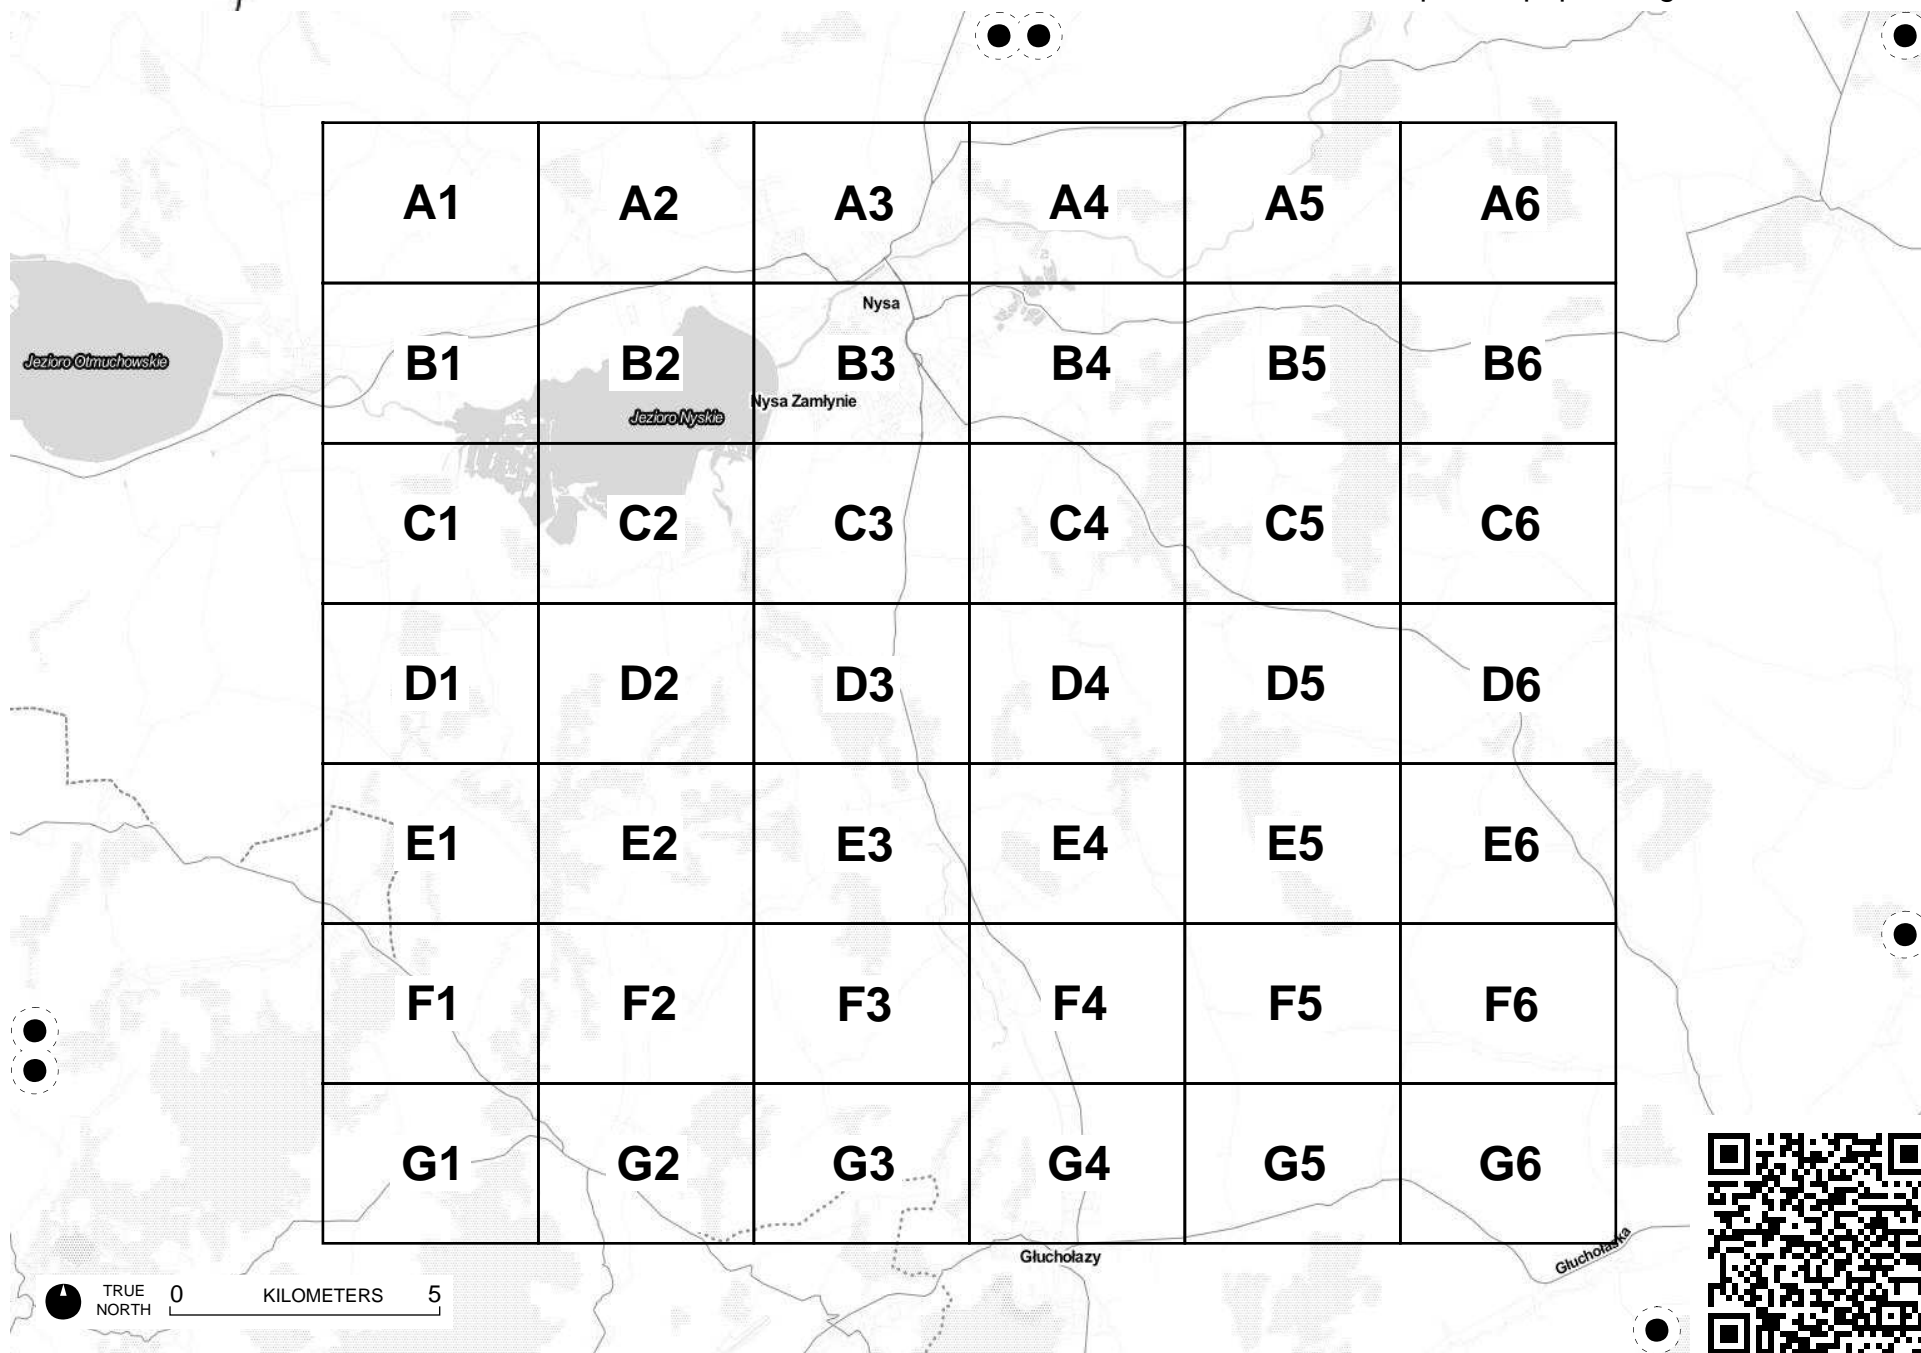 A1 A2 A3 A4 A5 A6
Nysa
Jezioro Otmuchowskie
B1 B2 B3 B4 B5 B6
Nysa Zamłynie
Jezioro Nyskie
C1 C2 C3 C4 C5 C6
D1 D2 D3 D4 D5 D6
E1 E2 E3 E4 E5 E6
F1 F2 F3 F4 F5 F6
G1 G2 G3 G4 G5 G6
Głuchołazy
Głuchołaska
TRUE NORTH
0 KILOMETERS 5